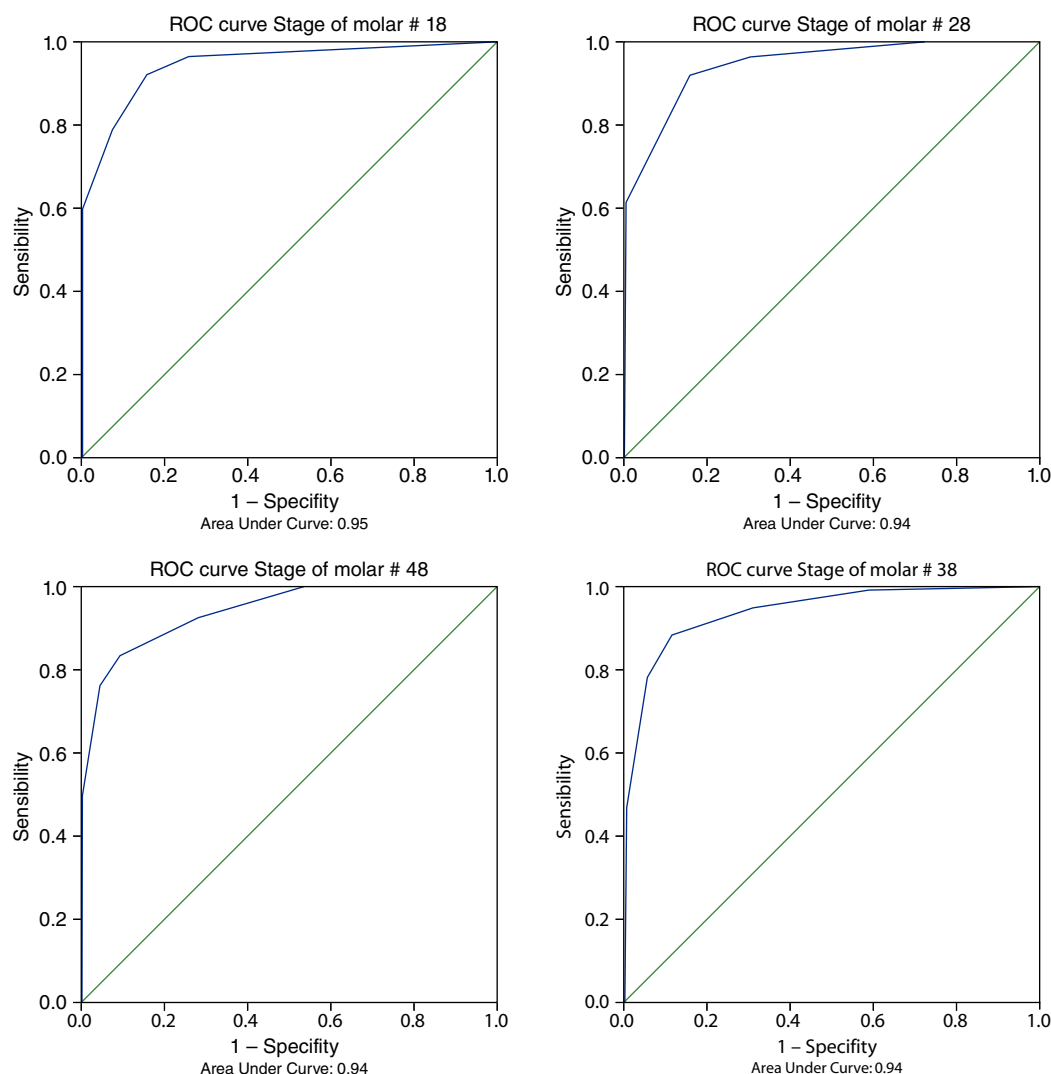 ROC curve Stage of molar # 18
1.0
0.8
0.6
0.4
0.2
0.0
Sensibility
0.0 0.2 0.4 0.6 0.8 1.0
1 – Specifity
Area Under Curve: 0.95
ROC curve Stage of molar # 28
1.0
0.8
0.6
0.4
0.2
0.0
Sensibility
0.0 0.2 0.4 0.6 0.8 1.0
1 – Specifity
Area Under Curve: 0.94
ROC curve Stage of molar # 48
1.0
0.8
0.6
0.4
0.2
0.0
Sensibility
0.0 0.2 0.4 0.6 0.8 1.0
1 – Specifity
Area Under Curve: 0.94
ROC curve Stage of molar # 38
1.0
0.8
0.6
0.4
0.2
0.0
Sensibility
0.0 0.2 0.4 0.6 0.8 1.0
1 – Specifity
Area Under Curve: 0.94